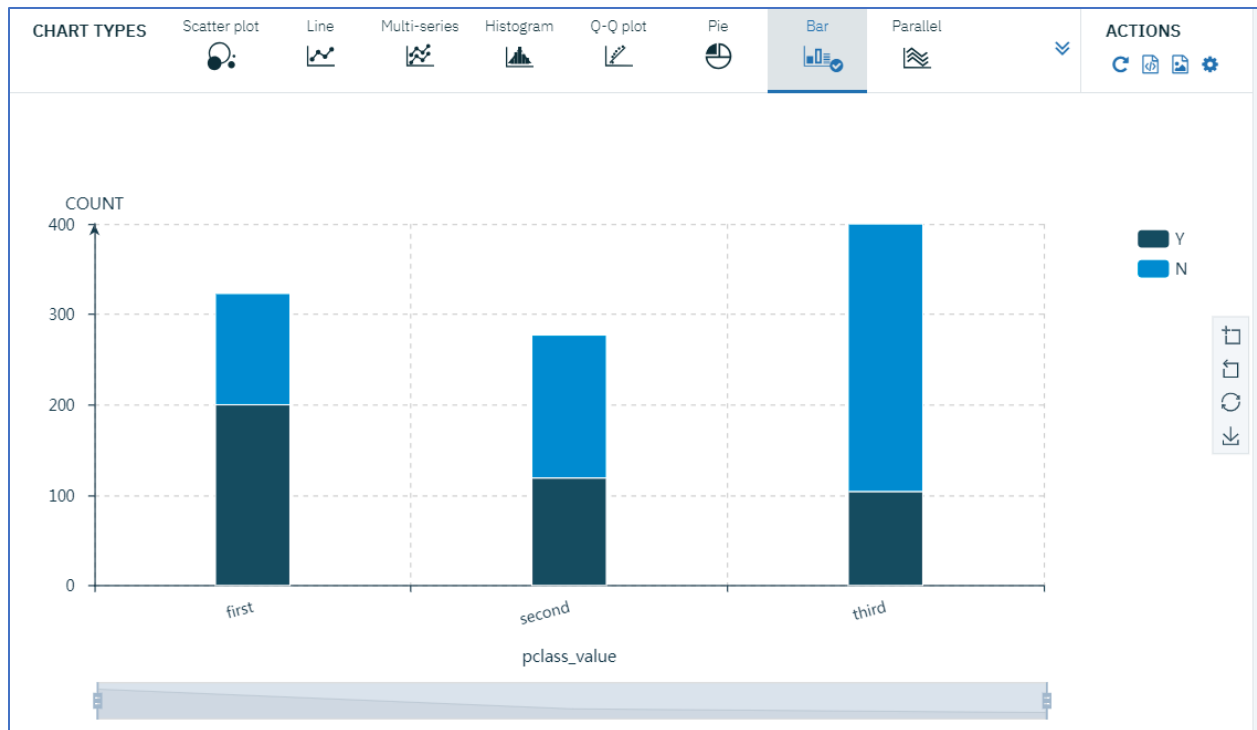 CHART TYPES
Scatter plot
Line
Multi-series
Histogram
Q-Q plot
Pie
Bar
Parallel
ACTIONS
COUNT
400
300
200
100
0
first
second
third
pclass_value
Y
N